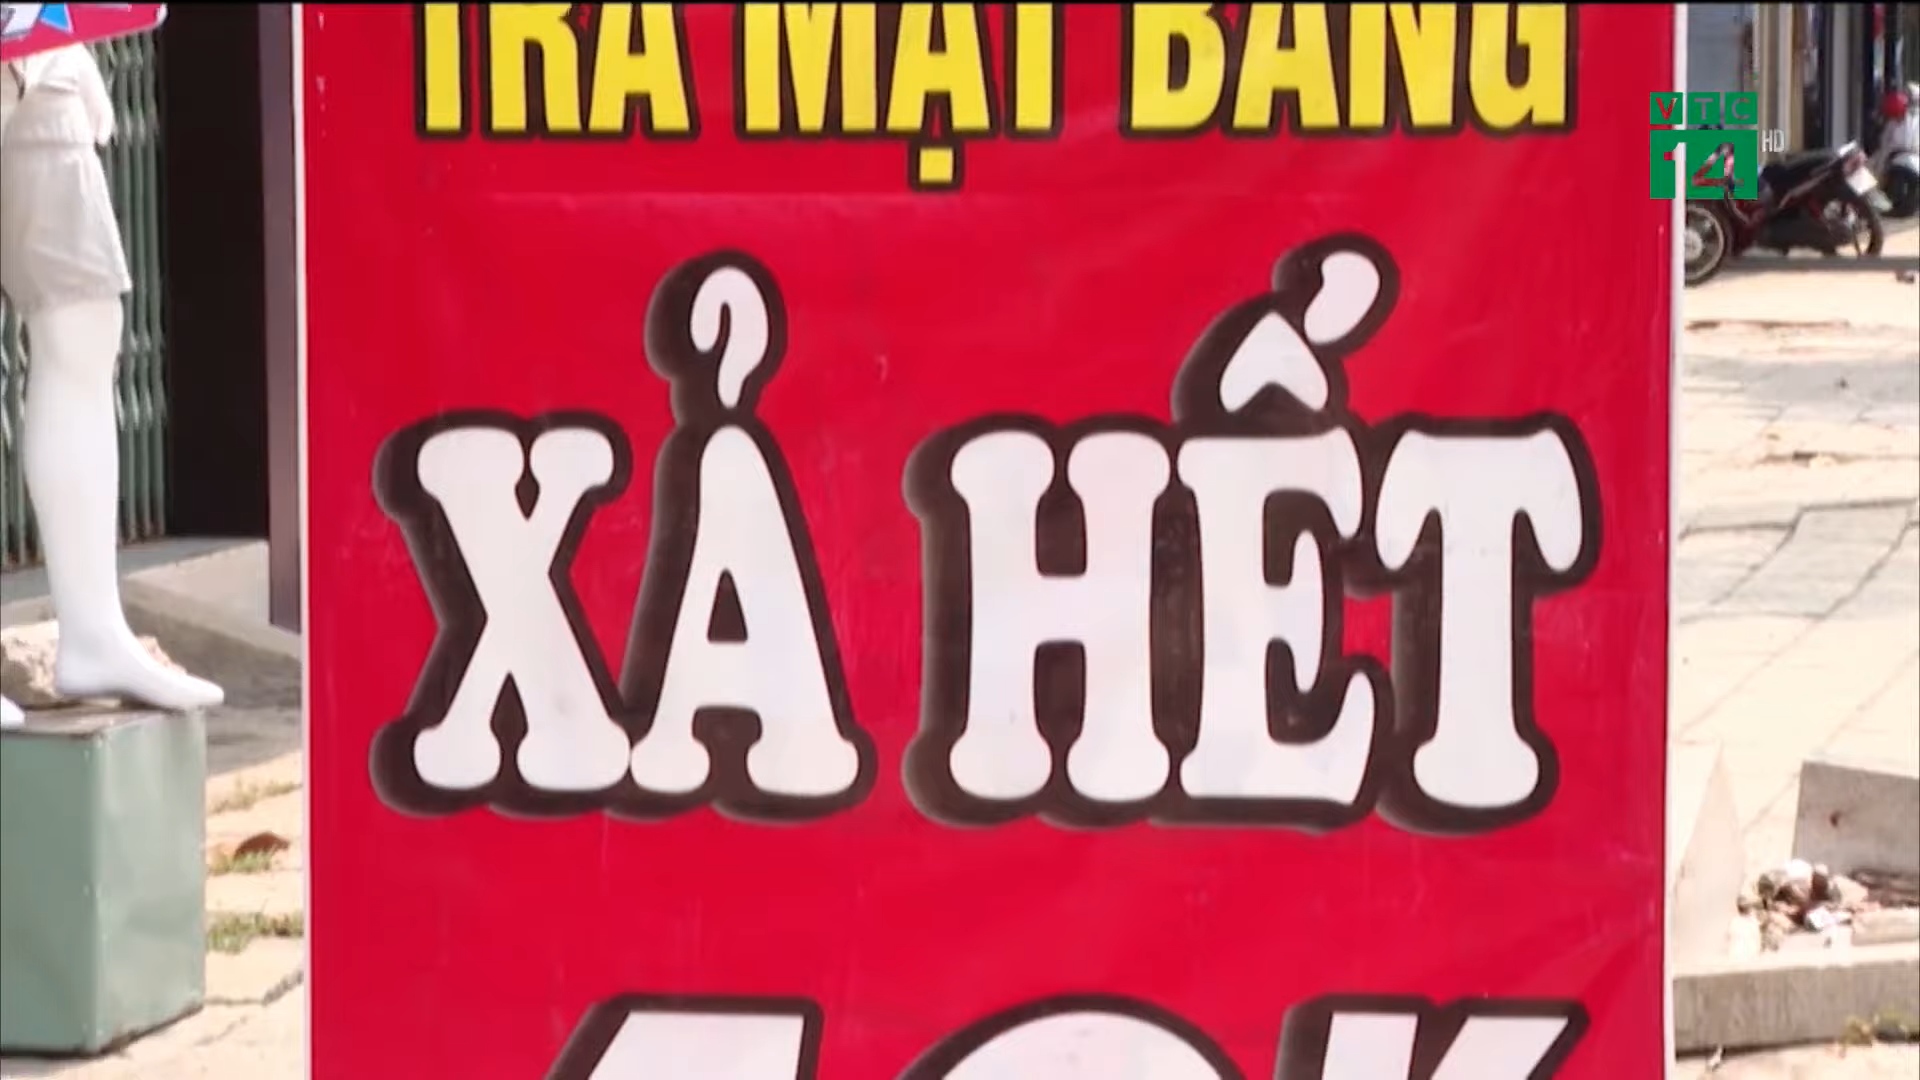 TRẢ MẶT BẰNG
VTC
14 HD
XẢ HẾT